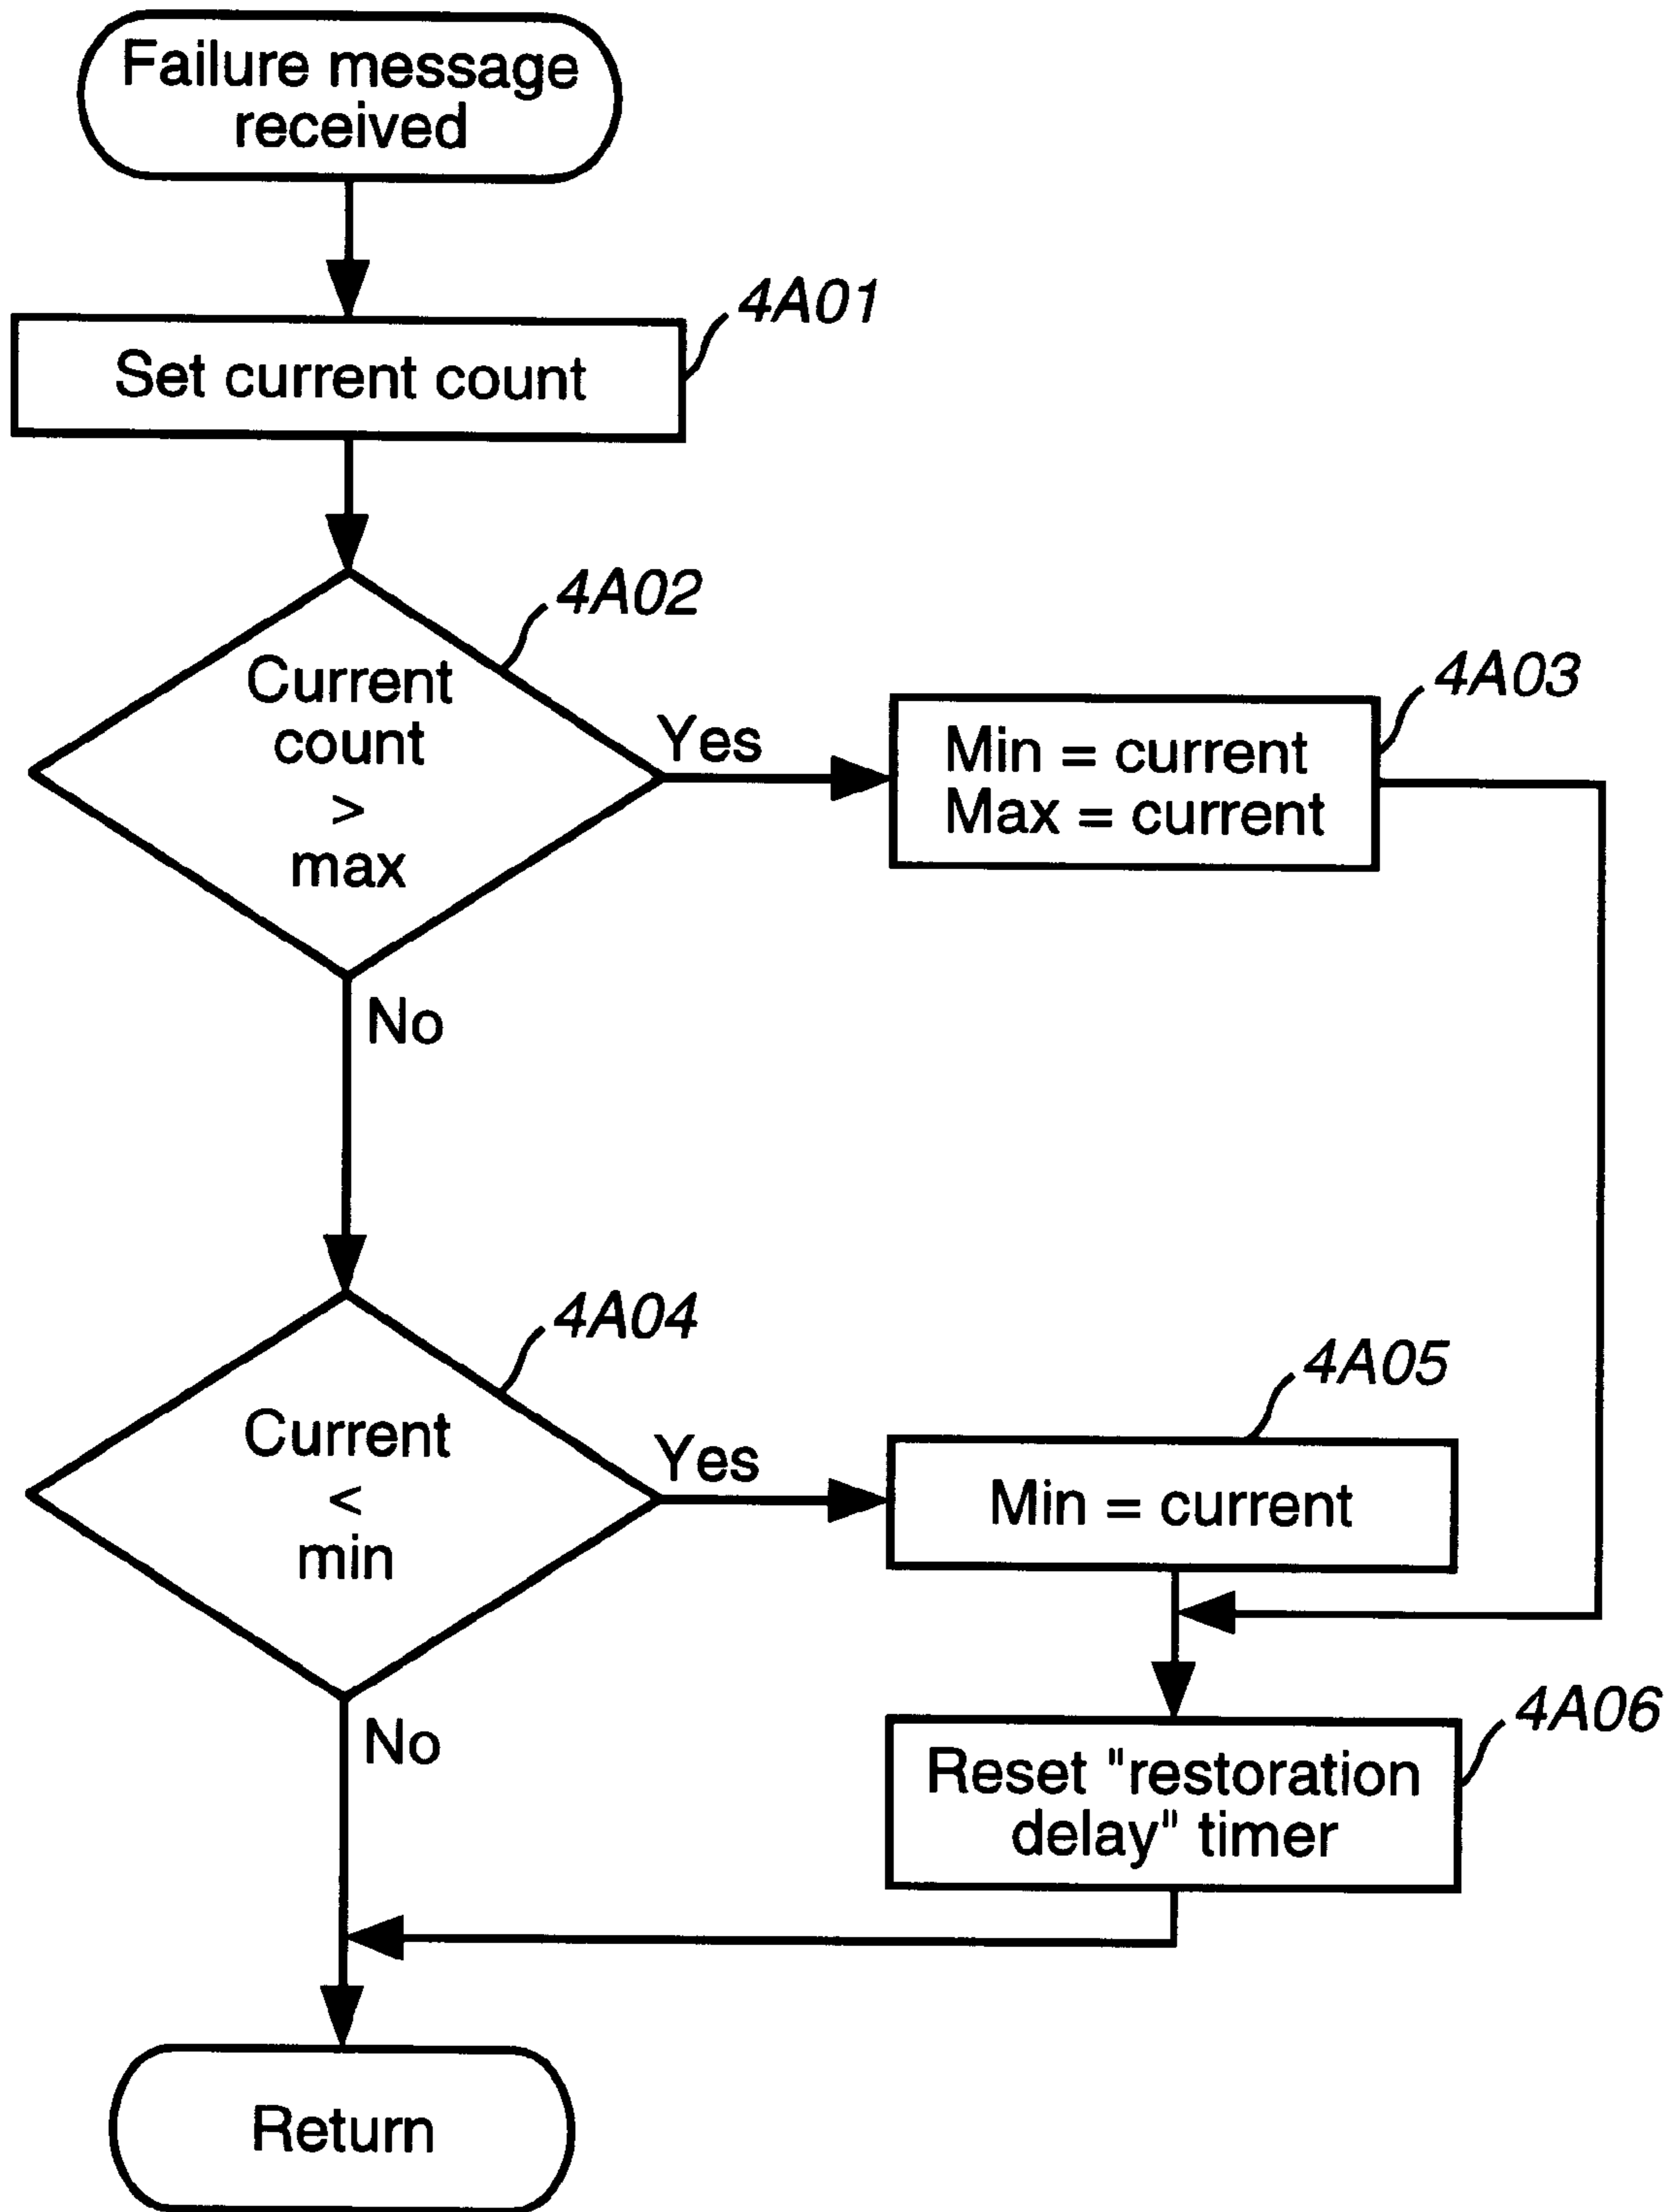 Failure message
received
4A01
Set current count
4A02
Current
count
>
max
Yes
4A03
Min = current
Max = current
No
4A04
Current
<
min
Yes
4A05
Min = current
No
4A06
Reset "restoration
delay" timer
Return